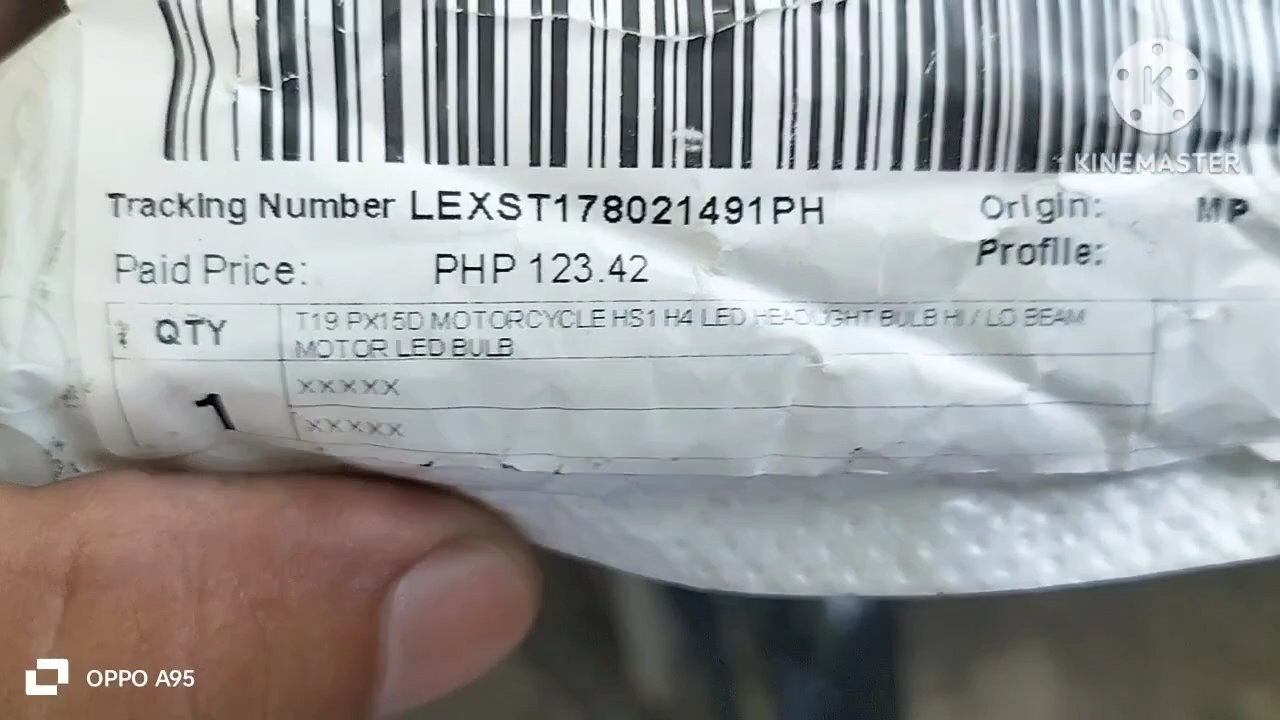 KINEMASTER
Tracking Number LEXST178021491PH Origin: MP
Paid Price: PHP 123.42 Profile:
QTY T19 PX15D MOTORCYCLE HS1 H4 LED HEADLIGHT BULB HI / LO BEAM
MOTOR LED BULB
XXXXX
1 XXXXX
OPPO A95